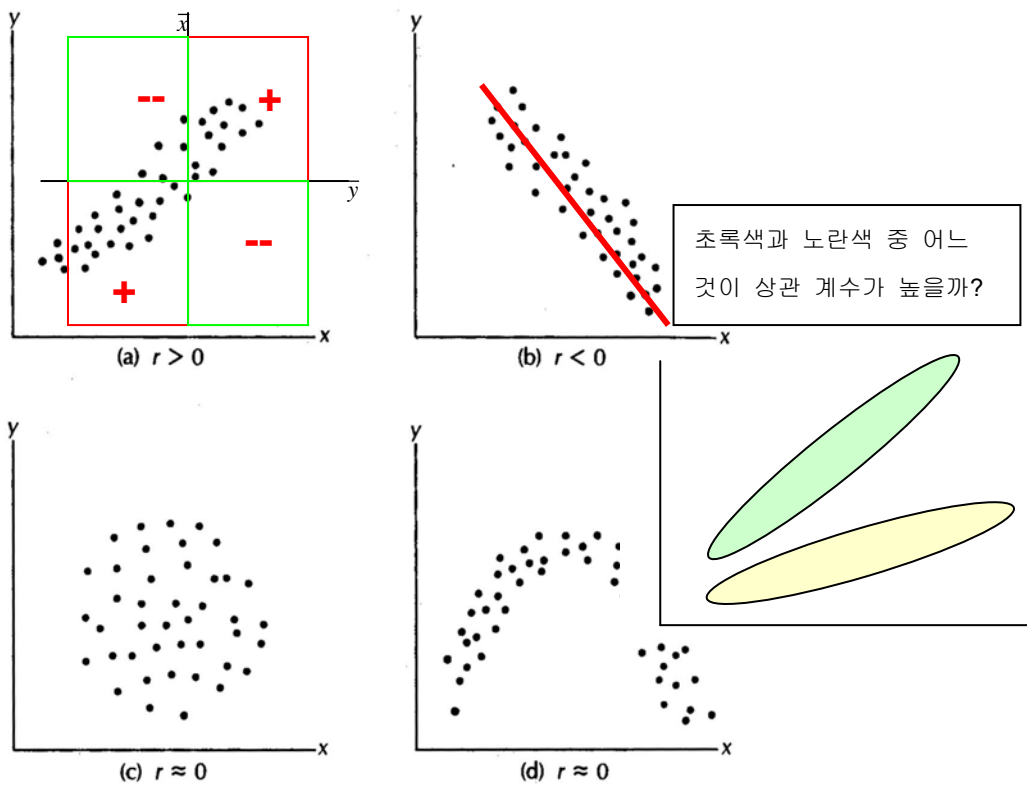 y
x̄
--
+
ȳ
--
+
x
(a) r > 0
y
x
(b) r < 0
초록색과 노란색 중 어느
것이 상관 계수가 높을까?
y
x
(c) r ≈ 0
y
x
(d) r ≈ 0